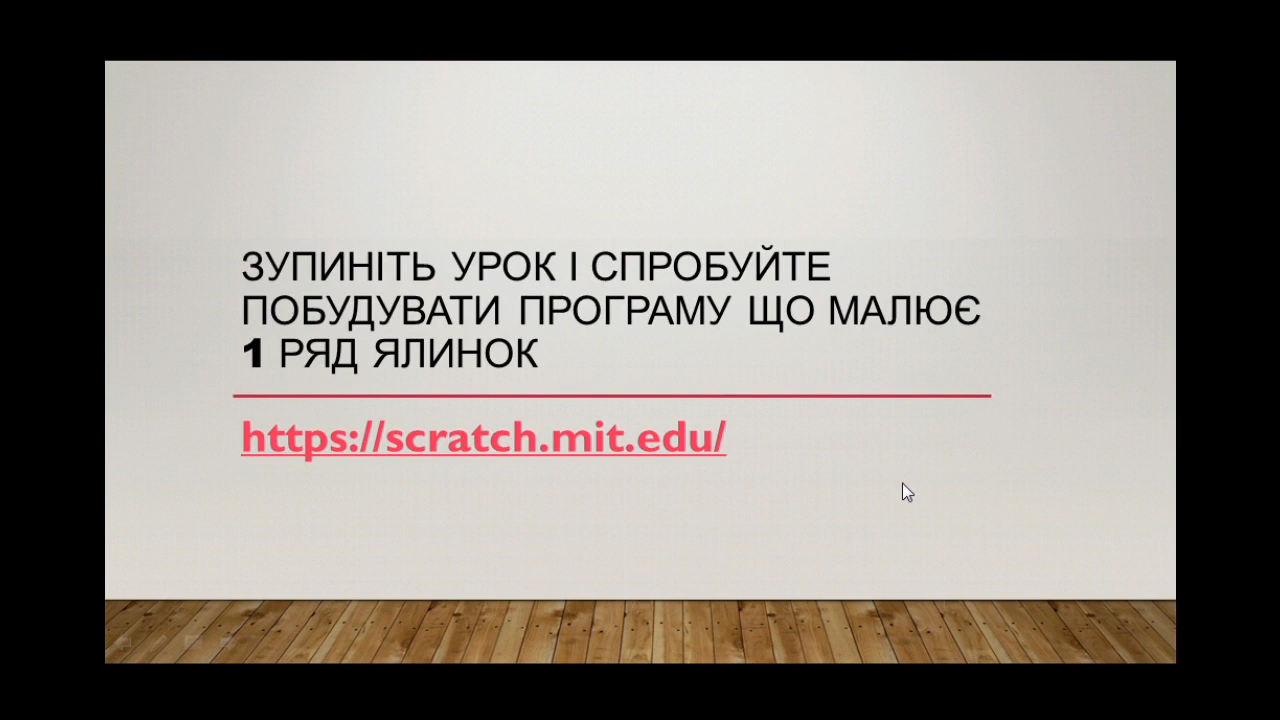 ЗУПИНІТЬ УРОК І СПРОБУЙТЕ
ПОБУДУВАТИ ПРОГРАМУ ЩО МАЛЮЄ
1 РЯД ЯЛИНОК
https://scratch.mit.edu/